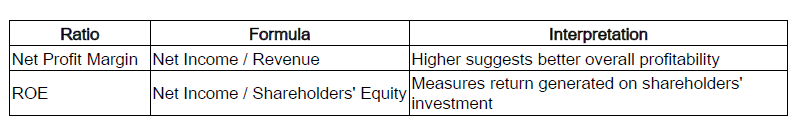 Ratio Formula Interpretation
Net Profit Margin Net Income / Revenue Higher suggests better overall profitability
ROE Net Income / Shareholders' Equity Measures return generated on shareholders'
investment